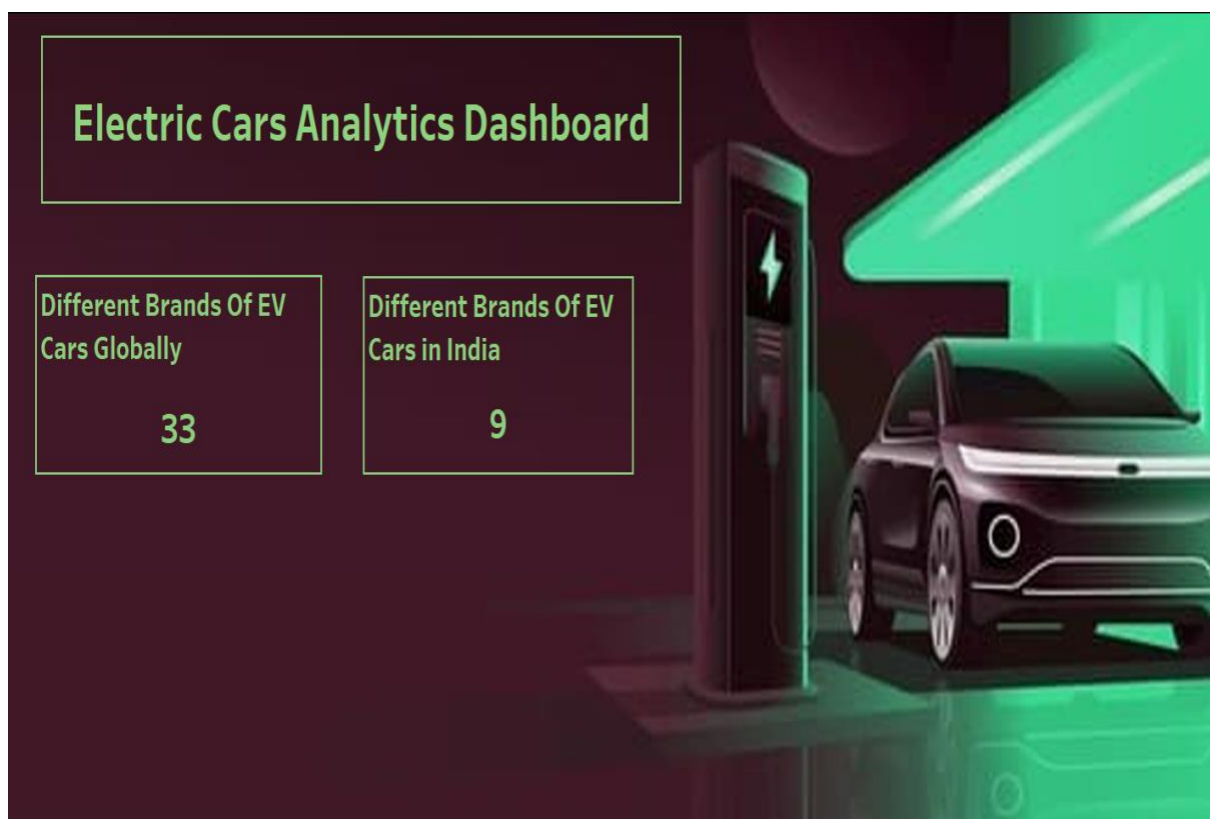 Electric Cars Analytics Dashboard
Different Brands Of EV
Cars Globally
33
Different Brands Of EV
Cars in India
9